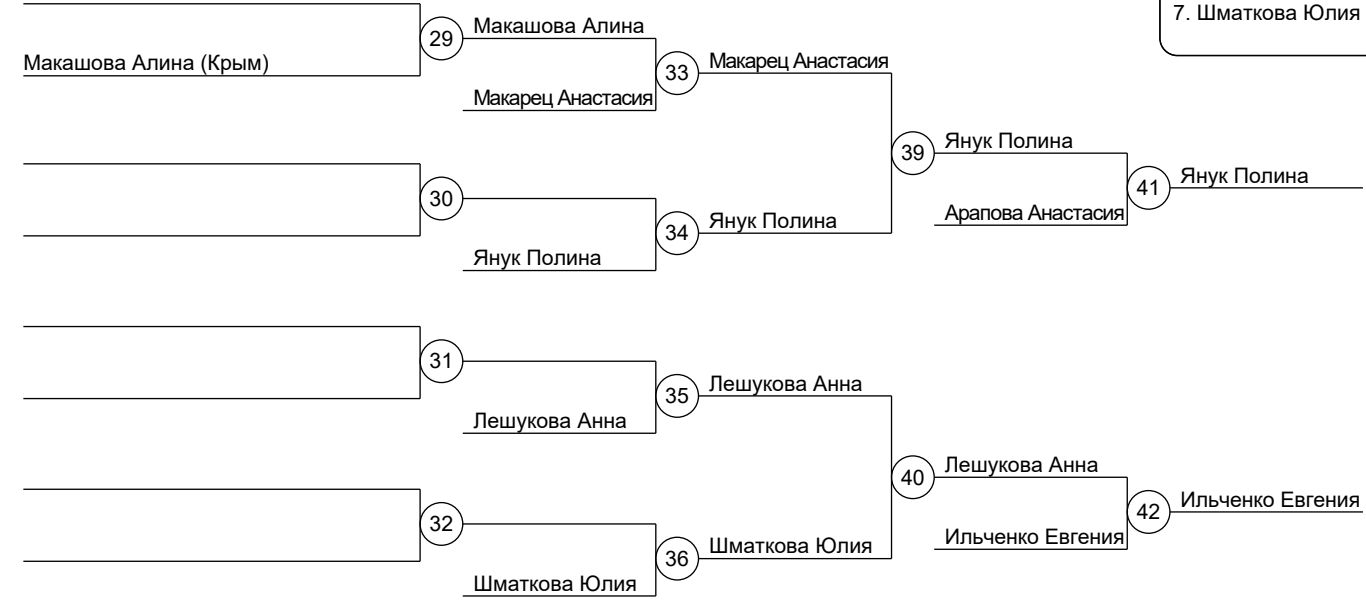 7. Шматкова Юлия
Макашова Алина
29
Макашова Алина (Крым)
Макарец Анастасия
33
Макарец Анастасия
Янук Полина
39
Янук Полина
41
30
Арапова Анастасия
Янук Полина
34
Янук Полина
31
Лешукова Анна
35
Лешукова Анна
Лешукова Анна
40
Ильченко Евгения
42
32
Ильченко Евгения
Шматкова Юлия
36
Шматкова Юлия